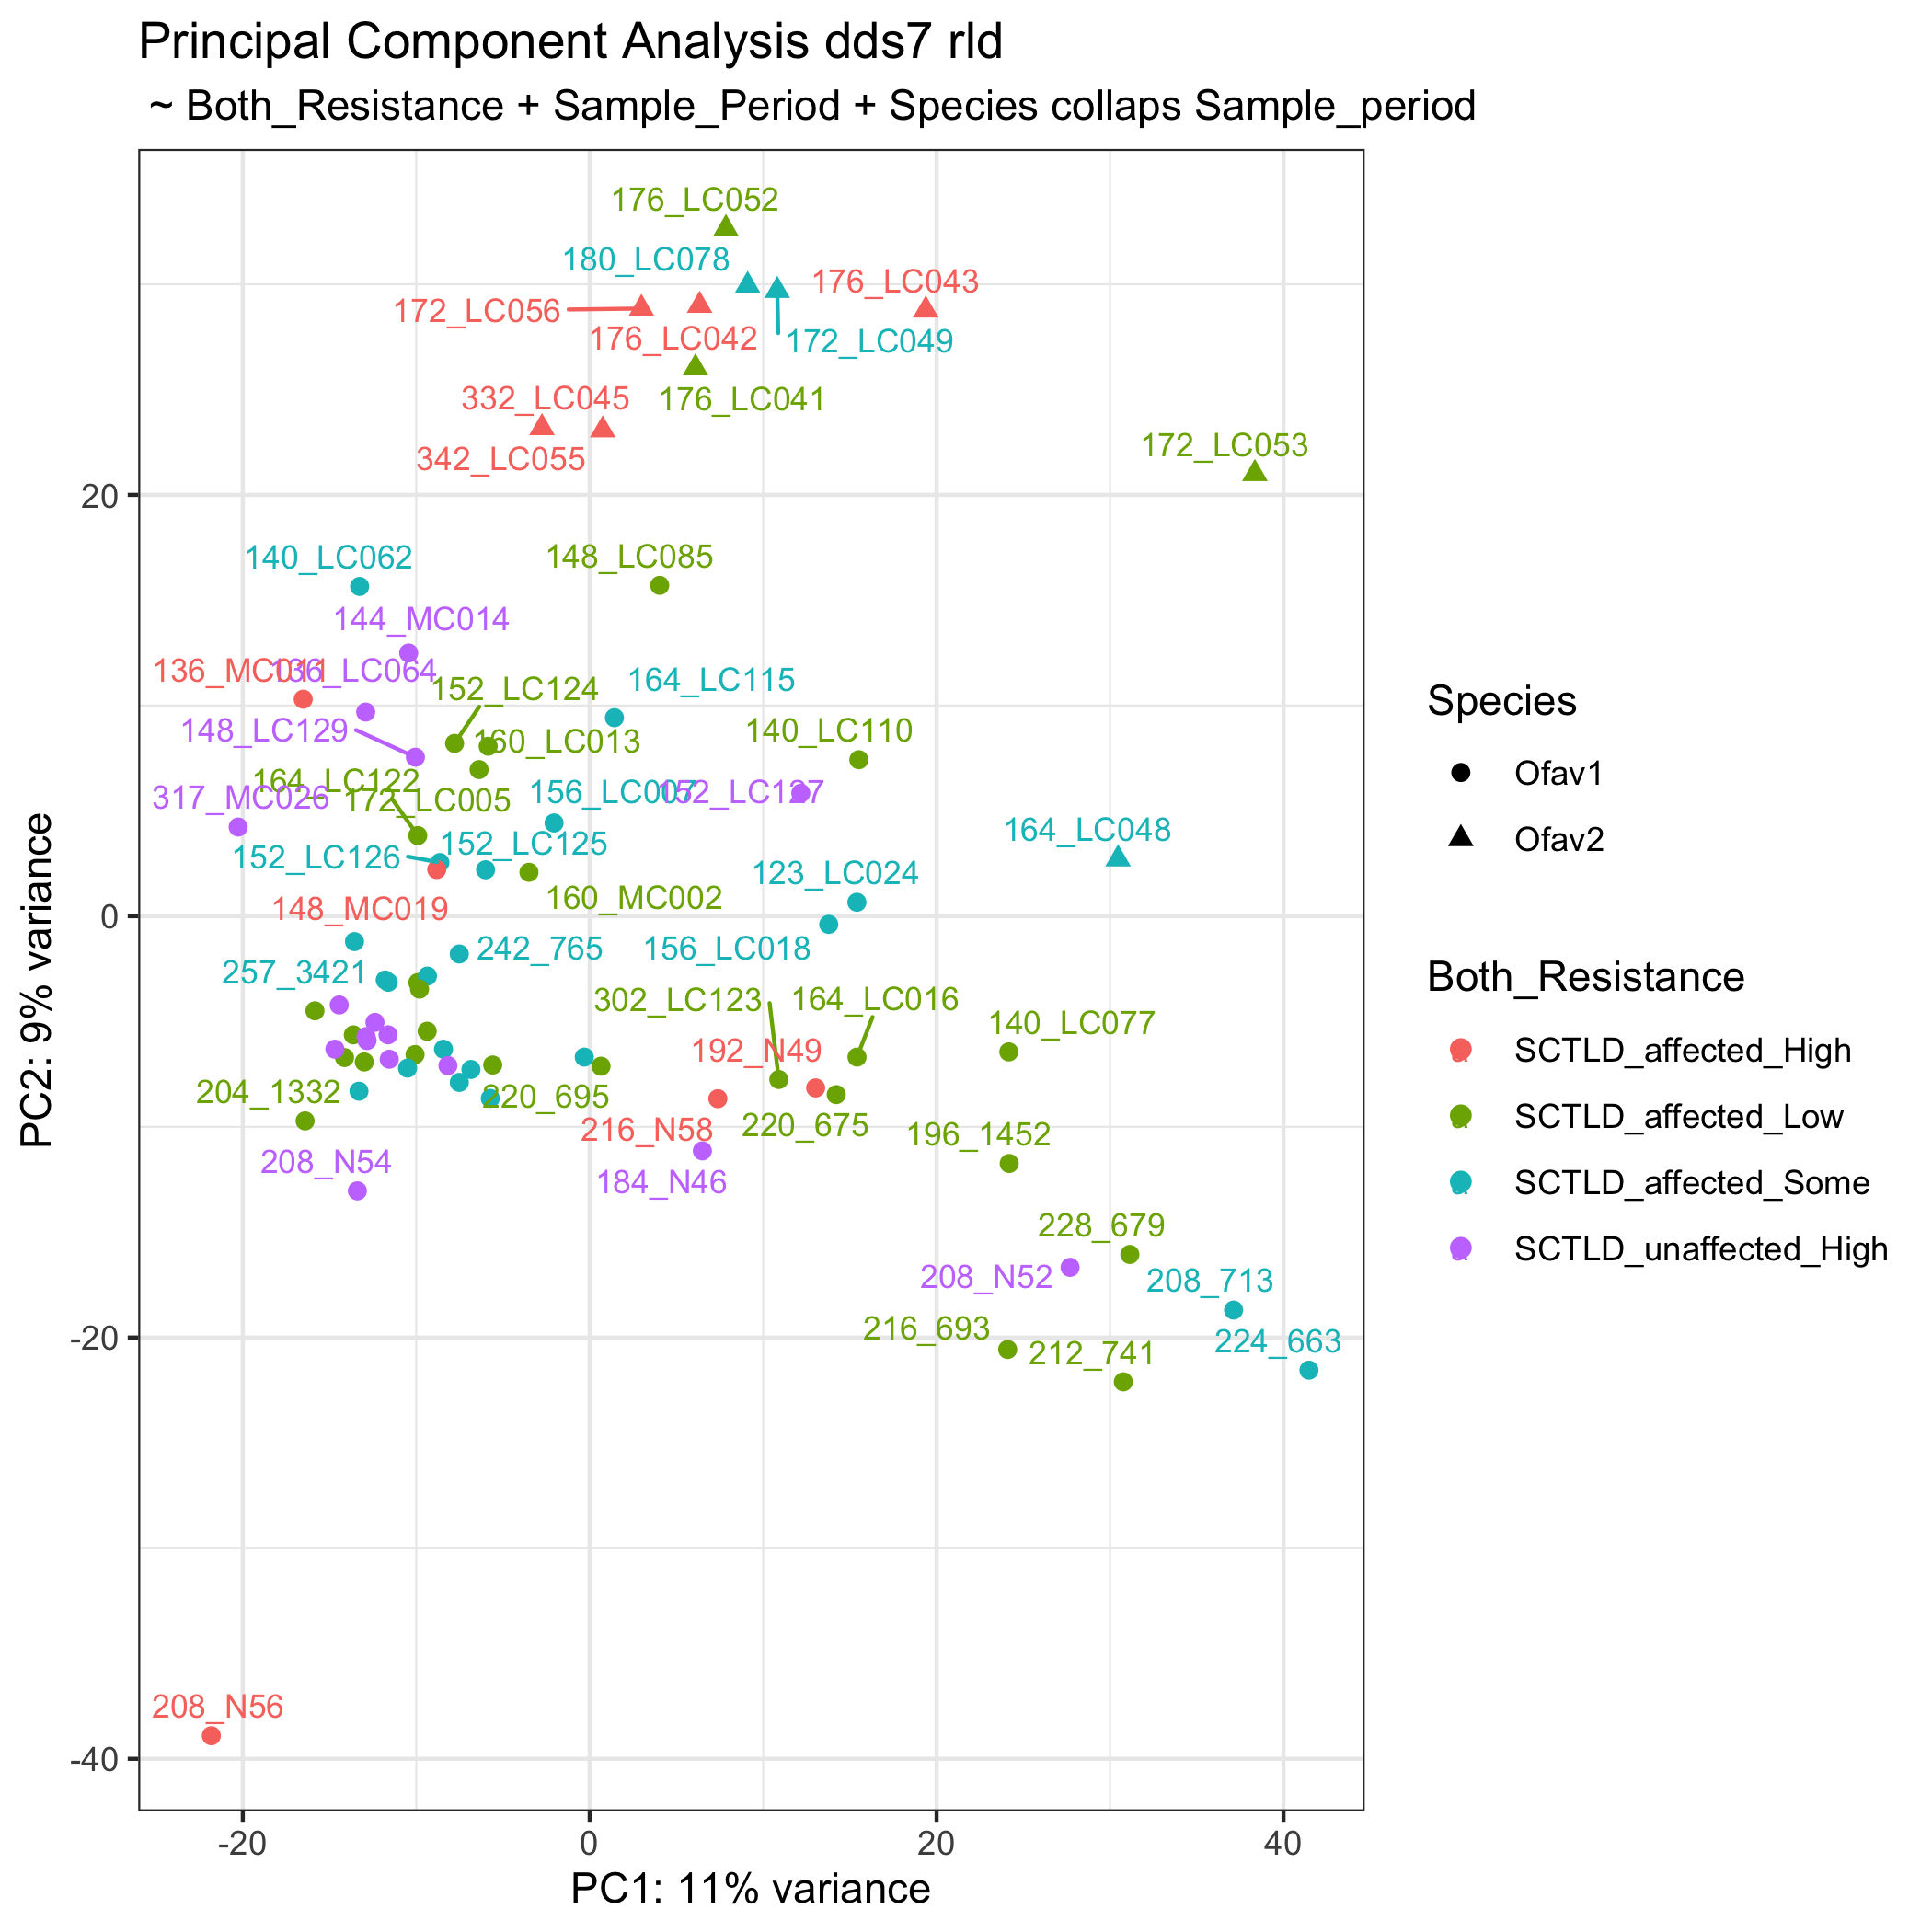 Principal Component Analysis dds7 rld
~ Both_Resistance + Sample_Period + Species collaps Sample_period
176_LC052
180_LC078
176_LC043
172_LC056
176_LC042
172_LC049
332_LC045
176_LC041
342_LC055
172_LC053
20
140_LC062
148_LC085
144_MC014
136_MC011
136_LC064
152_LC124
164_LC115
148_LC129
160_LC013
140_LC110
164_LC122
317_MC026
172_LC005
156_LC007
152_LC127
152_LC126
152_LC125
164_LC048
123_LC024
160_MC002
148_MC019
0
257_3421
242_765
156_LC018
302_LC123
164_LC016
140_LC077
192_N49
204_1332
220_695
216_N58
220_675
196_1452
208_N54
184_N46
228_679
208_N52
208_713
216_693
212_741
224_663
-20
208_N56
-40
-20
0
20
40
PC1: 11% variance
PC2: 9% variance
Species
Ofav1
Ofav2
Both_Resistance
SCTLD_affected_High
SCTLD_affected_Low
SCTLD_affected_Some
SCTLD_unaffected_High